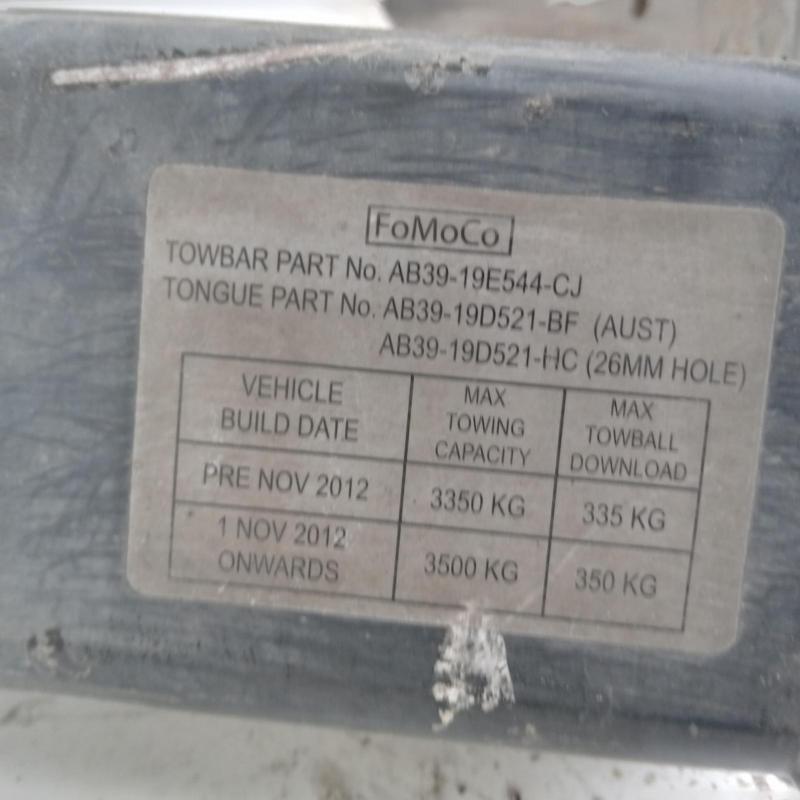 FoMoCo
TOWBAR PART No. AB39-19E544-CJ
TONGUE PART No. AB39-19D521-BF (AUST)
AB39-19D521-HC (26MM HOLE)
VEHICLE BUILD DATE
MAX TOWING CAPACITY
MAX TOWBALL DOWNLOAD
PRE NOV 2012
3350 KG
335 KG
1 NOV 2012 ONWARDS
3500 KG
350 KG